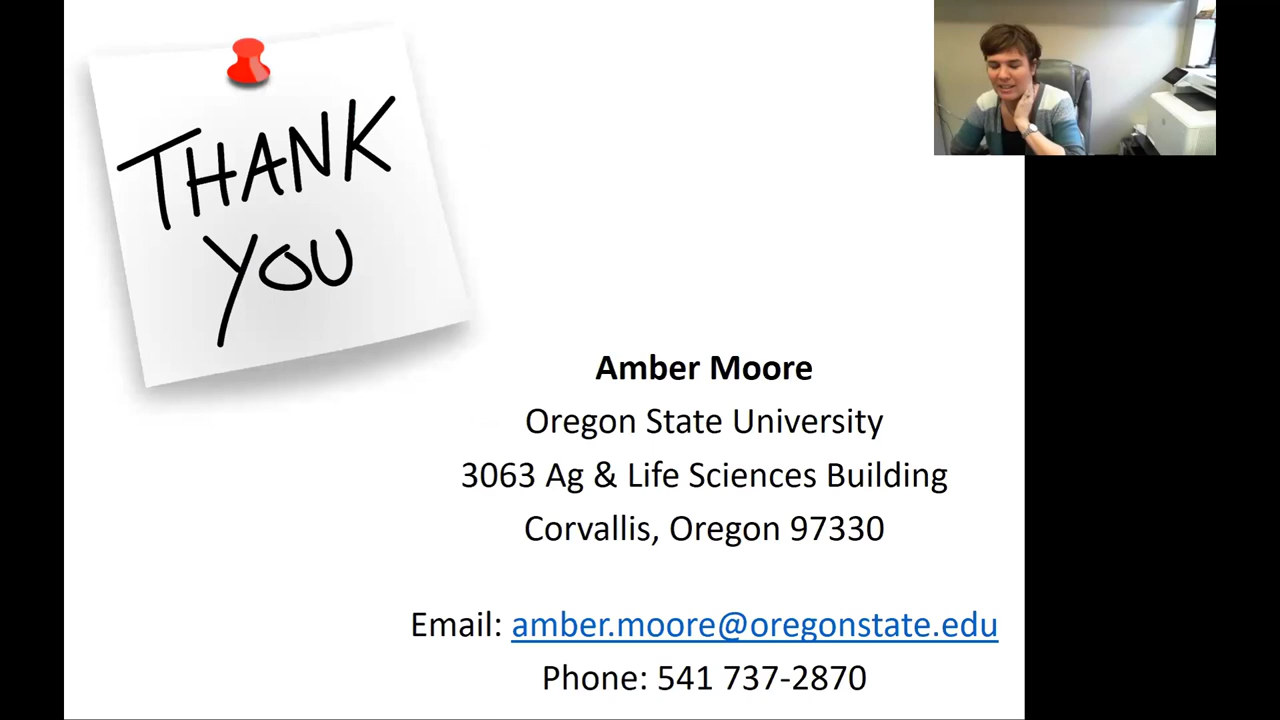 THANK
YOU
Amber Moore
Oregon State University
3063 Ag & Life Sciences Building
Corvallis, Oregon 97330
Email: amber.moore@oregonstate.edu
Phone: 541 737-2870